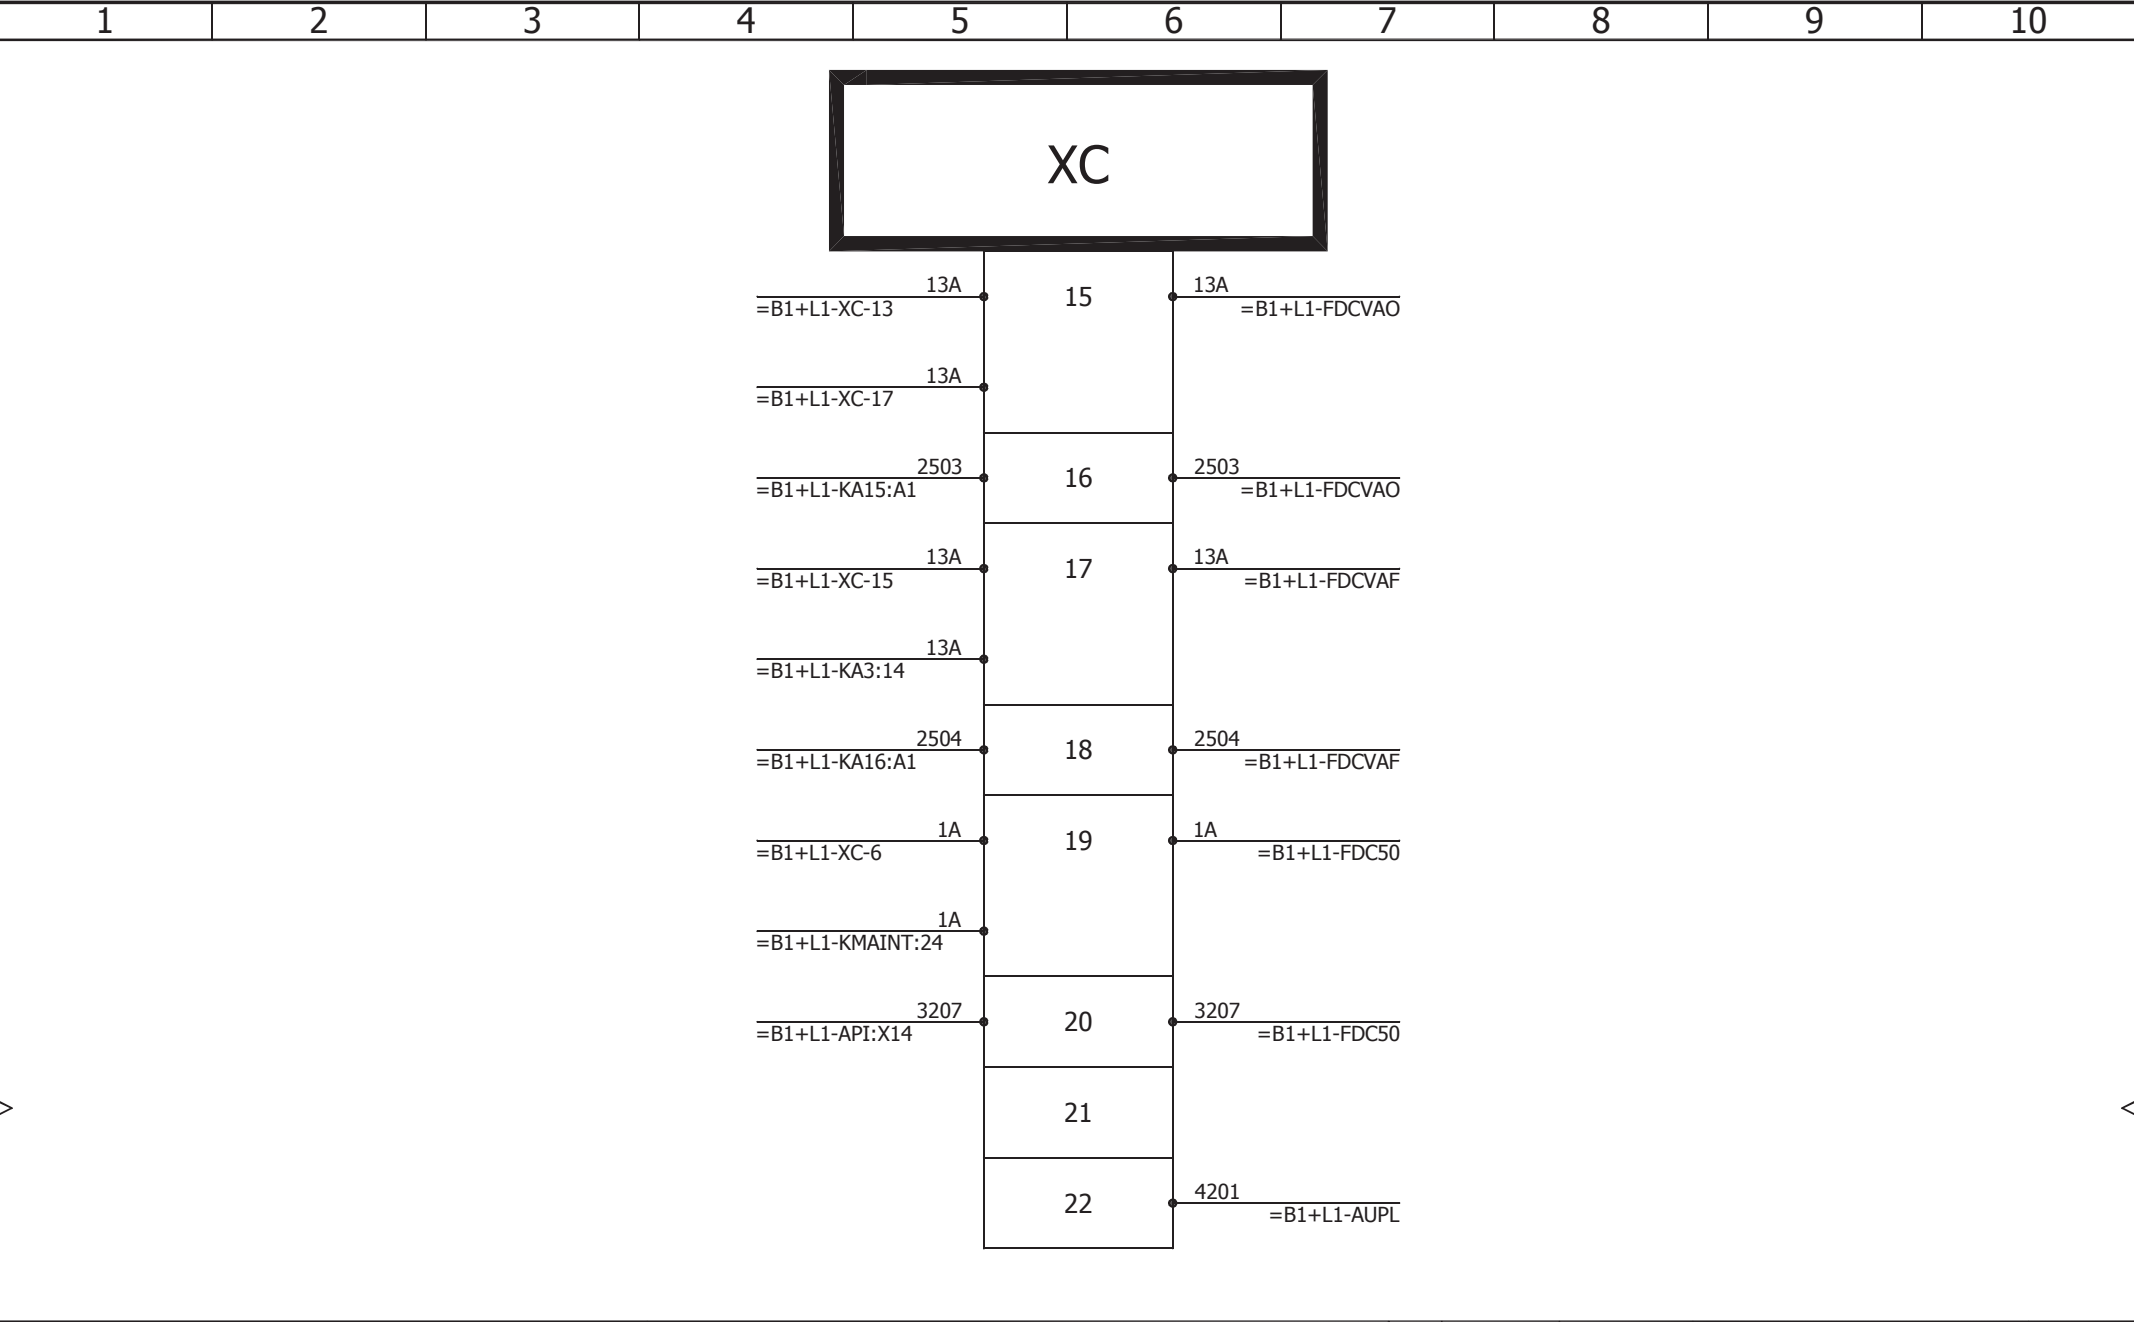 1 2 3 4 5 6 7 8 9 10
XC
13A 15 13A
=B1+L1-XC-13 =B1+L1-FDCVAO
13A
=B1+L1-XC-17
2503 16 2503
=B1+L1-KA15:A1 =B1+L1-FDCVAO
13A 17 13A
=B1+L1-XC-15 =B1+L1-FDCVAF
13A
=B1+L1-KA3:14
2504 18 2504
=B1+L1-KA16:A1 =B1+L1-FDCVAF
1A 19 1A
=B1+L1-XC-6 =B1+L1-FDC50
1A
=B1+L1-KMAINT:24
3207 20 3207
=B1+L1-API:X14 =B1+L1-FDC50
21
22 4201
=B1+L1-AUPL